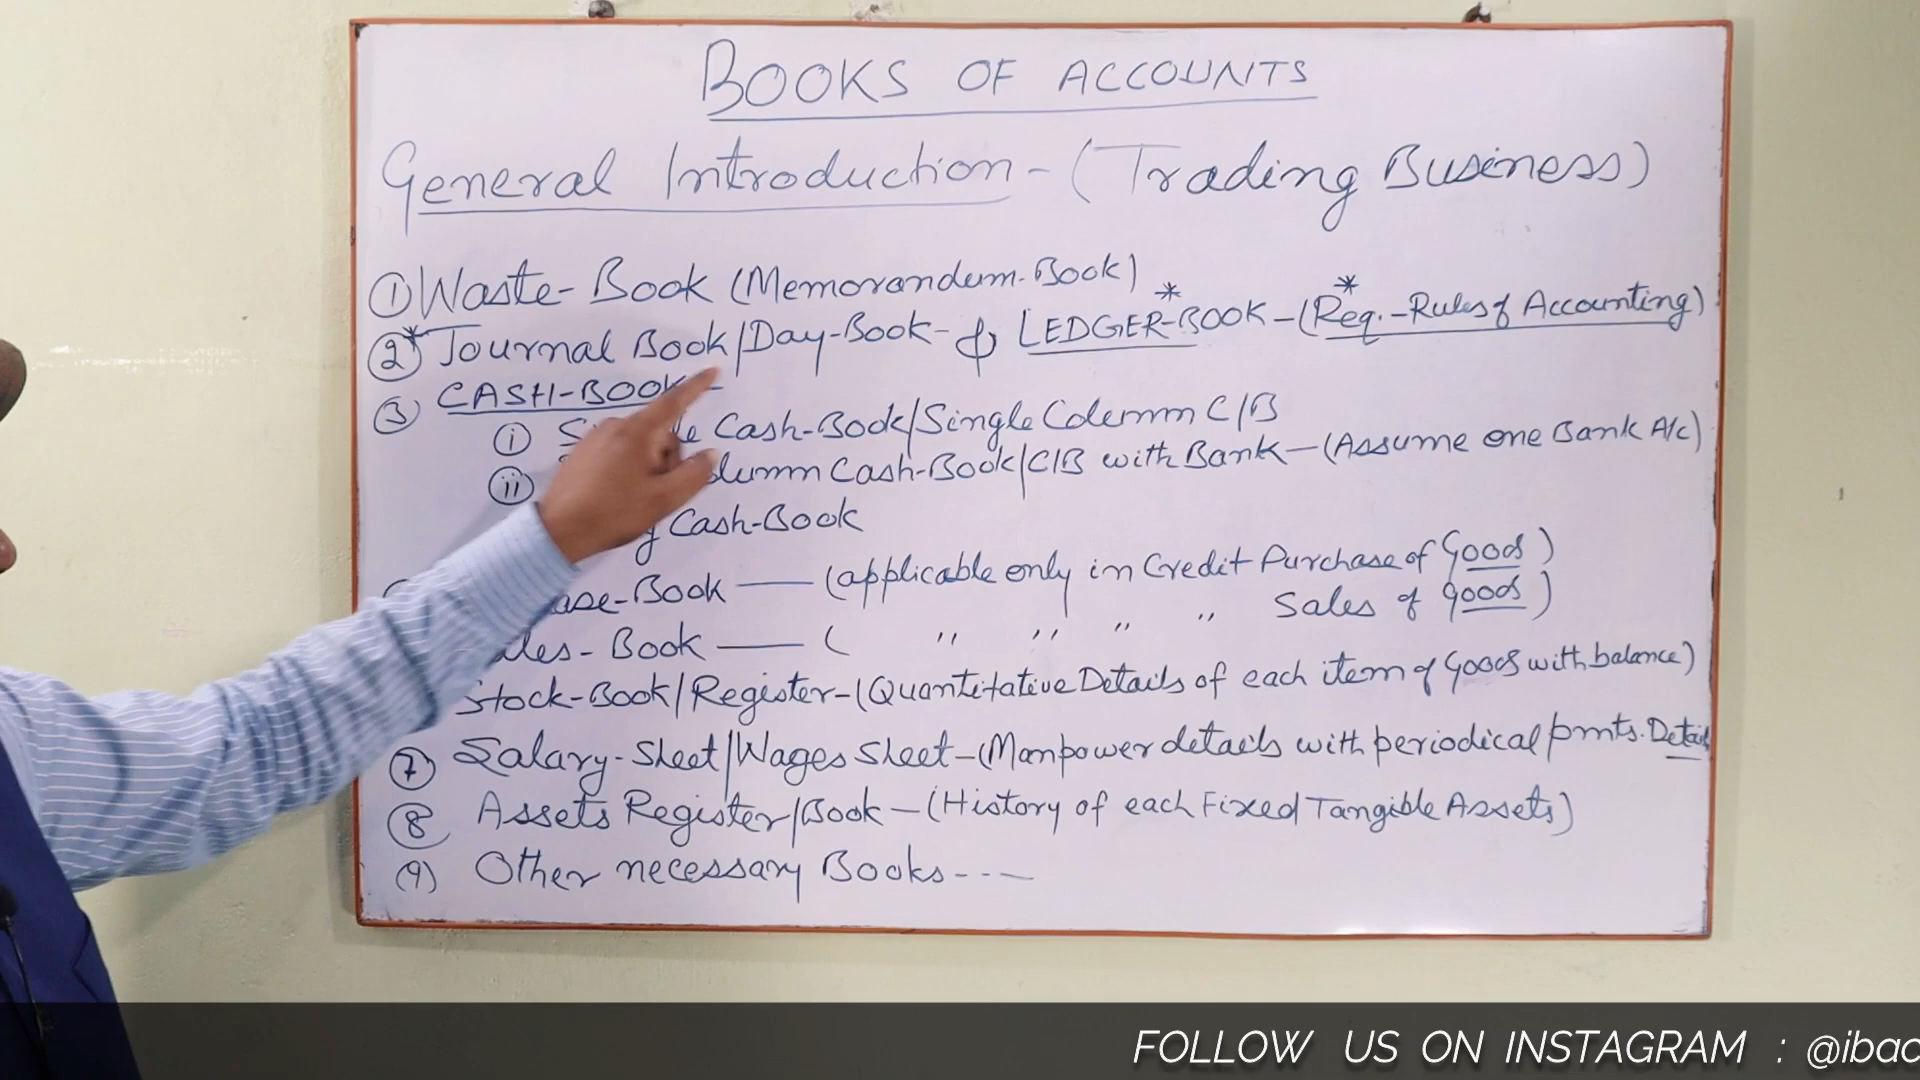 BOOKS OF ACCOUNTS
General Introduction - (Trading Business)
① Waste-Book (Memorandum-Book)
②* Journal Book/Day-Book- & LEDGER-BOOK* - (Req.*-Rules of Accounting)
③ CASH-BOOK -
ⓘ Cash-Book/Single Column C/B
ⓘⓘ Cash-Book/C/B with Bank - (Assume one Bank A/c)
Cash-Book
Book — (applicable only in Credit Purchase of Goods)
Book — ( " " " " Sales of goods)
Stock-Book/Register-(Quantitative Details of each item of Goods with balance)
⑦ Salary-Sheet/Wages Sheet-(Manpower details with periodical pmts. Detail
⑧ Assets Register/Book - (History of each Fixed Tangible Assets)
(9) Other necessary Books - - -
FOLLOW US ON INSTAGRAM : @ibac